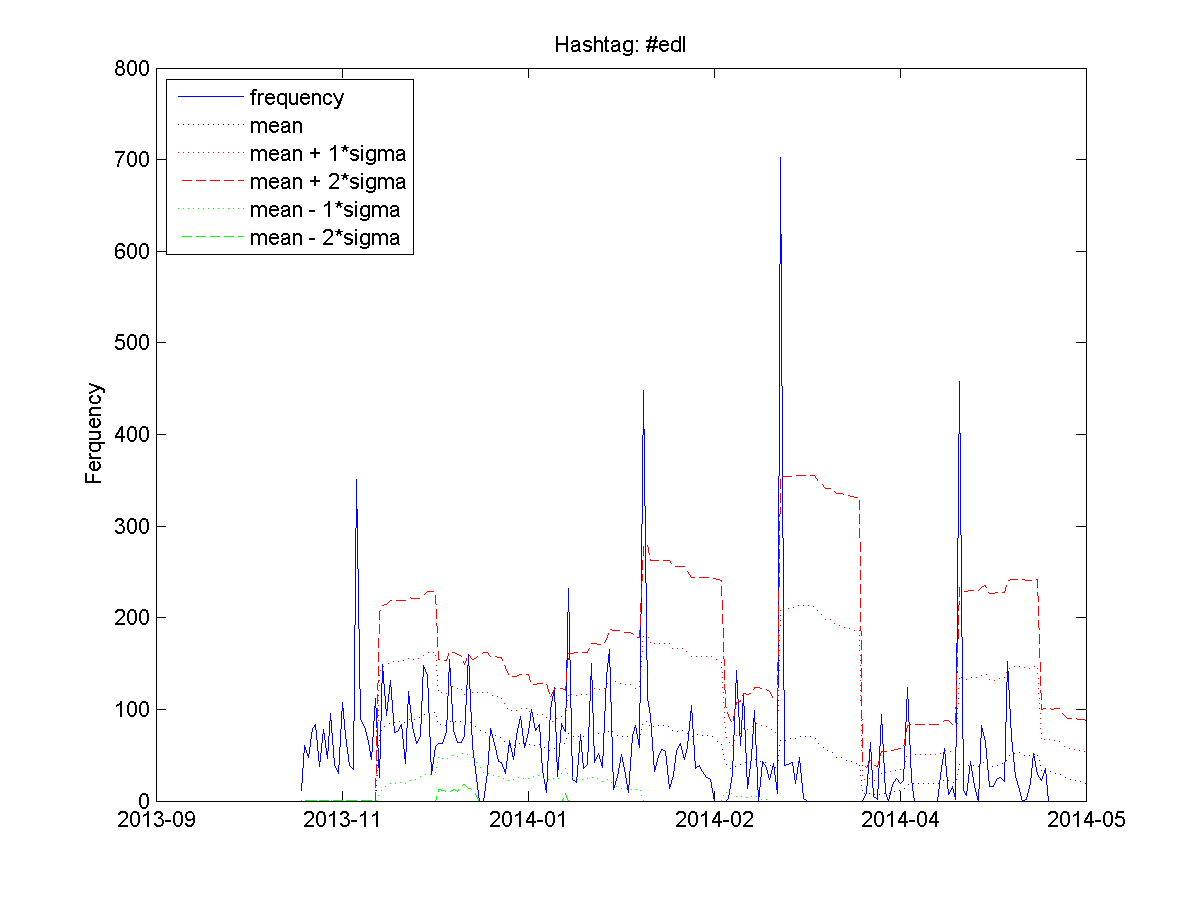 Hashtag: #edl
800
700
600
500
400
300
200
100
0
Ferquency
frequency
mean
mean + 1*sigma
mean + 2*sigma
mean - 1*sigma
mean - 2*sigma
2013-09 2013-11 2014-01 2014-02 2014-04 2014-05